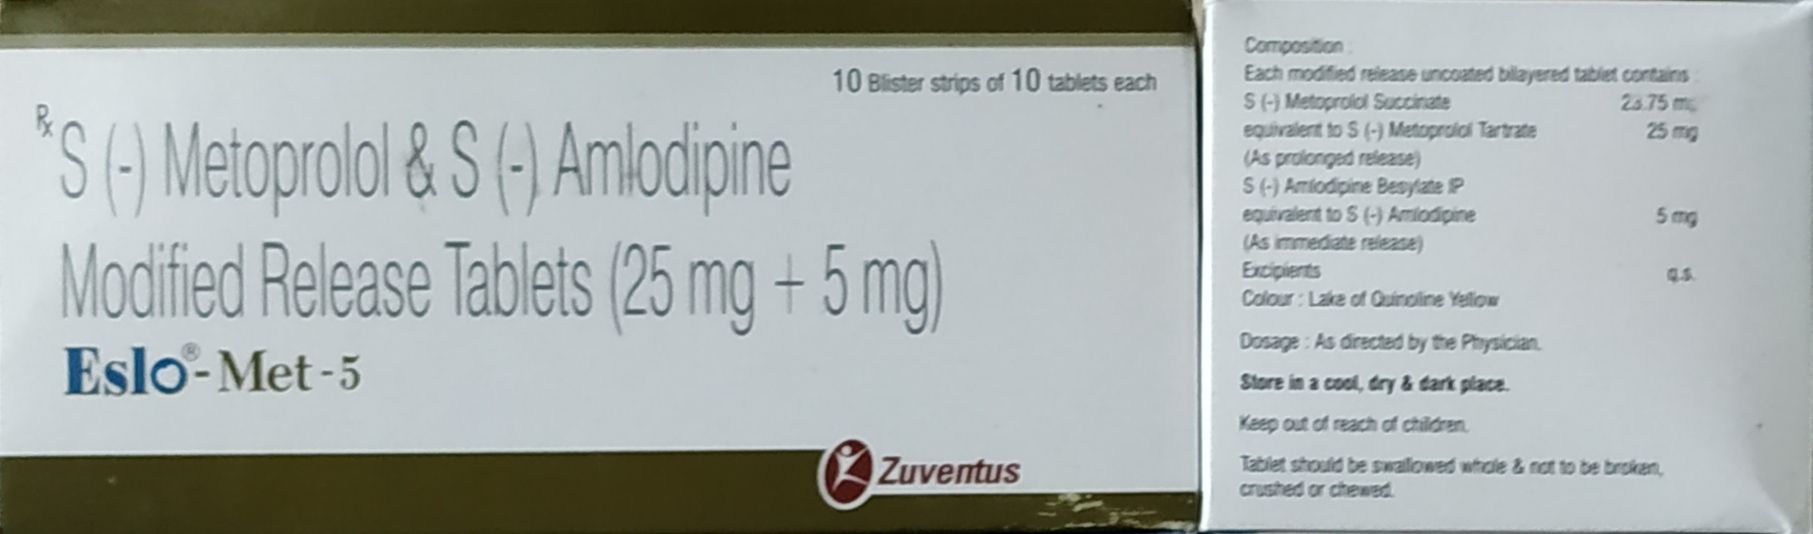 10 Blister strips of 10 tablets each
Rx S (-) Metoprolol & S (-) Amlodipine
Modified Release Tablets (25 mg + 5 mg)
Eslo®-Met-5
Zuventus
Composition :
Each modified release uncoated bilayered tablet contains :
S (-) Metoprolol Succinate
equivalent to S (-) Metoprolol Tartrate 25 mg
(As prolonged release)
S (-) Amlodipine Besylate IP
equivalent to S (-) Amlodipine 5 mg
(As immediate release)
Excipients q.s.
Colour : Lake of Quinoline Yellow
Dosage : As directed by the Physician.
Store in a cool, dry & dark place.
Keep out of reach of children.
Tablet should be swallowed whole & not to be broken,
crushed or chewed.